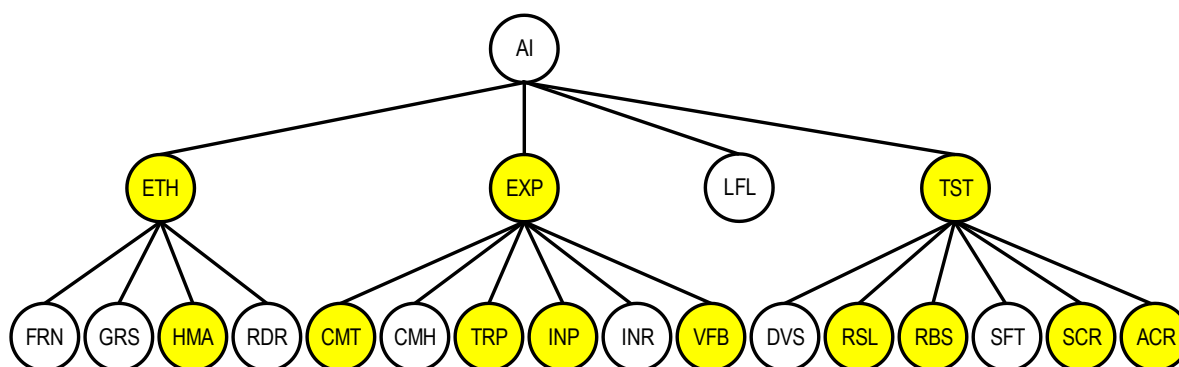 AI
ETH EXP LFL TST
FRN GRS HMA RDR CMT CMH TRP INP INR VFB DVS RSL RBS SFT SCR ACR